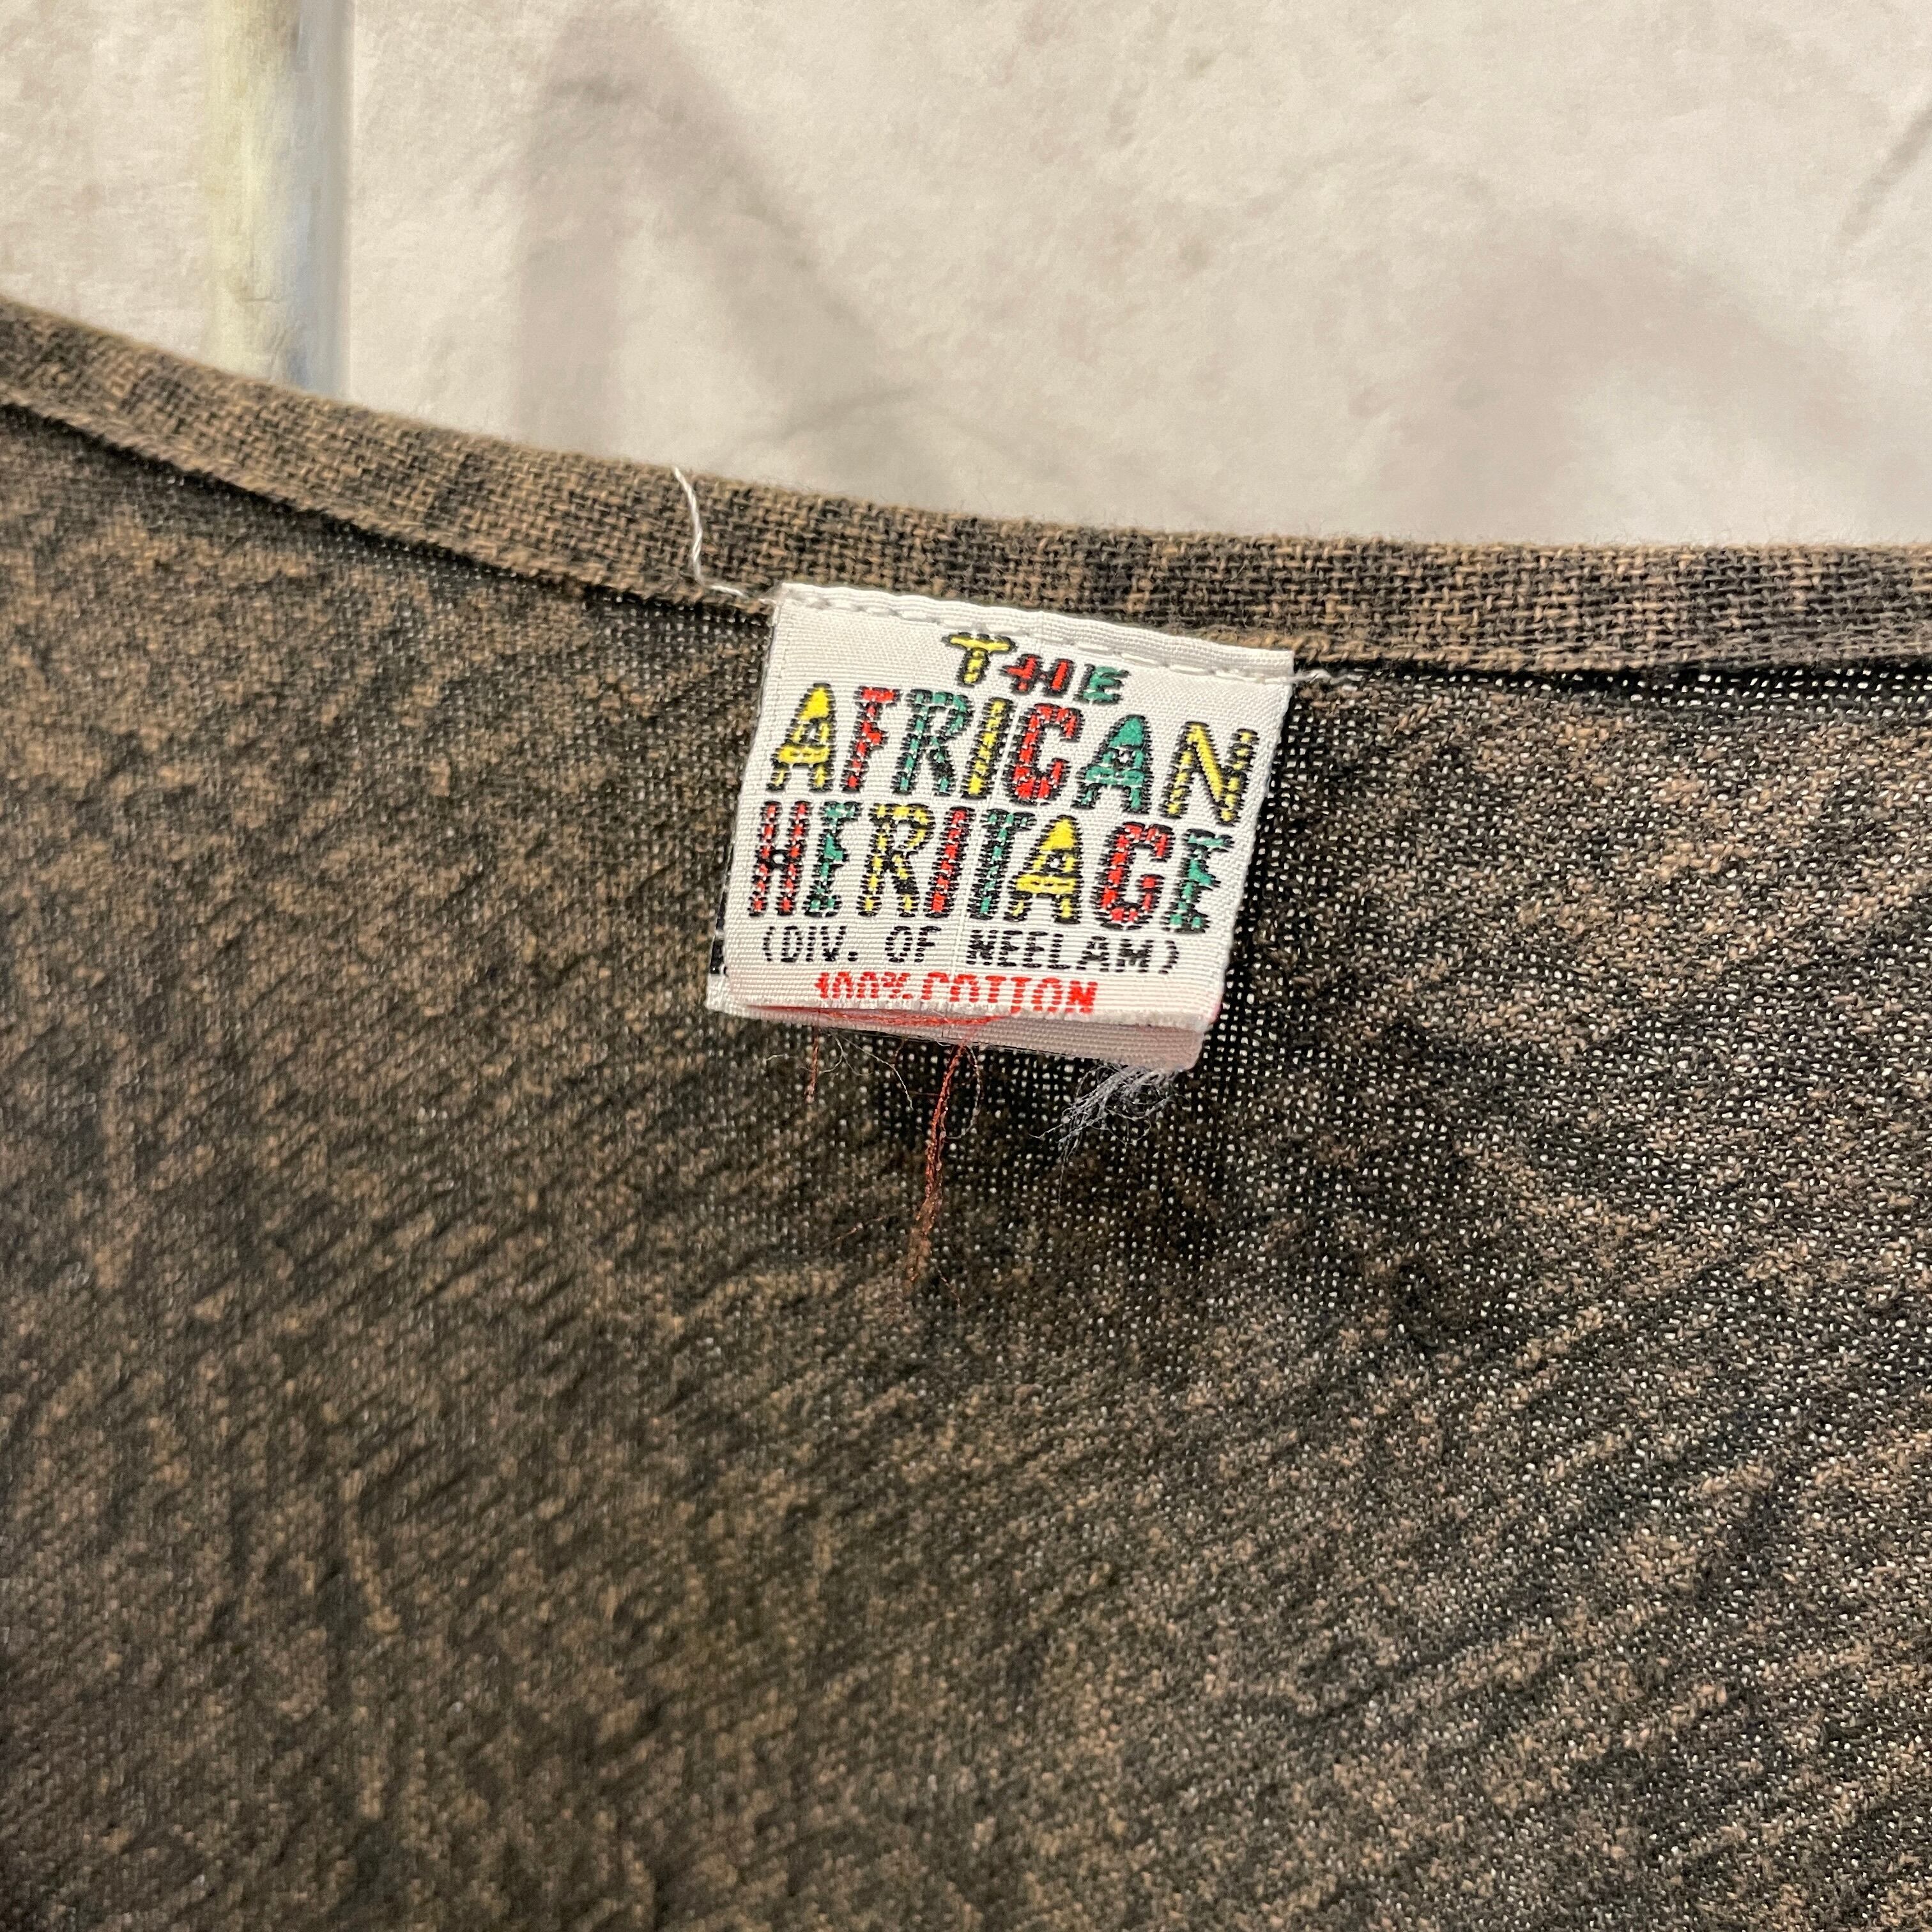 THE
AFRICAN
HERITAGE
(DIV. OF NEELAM)
100% COTTON